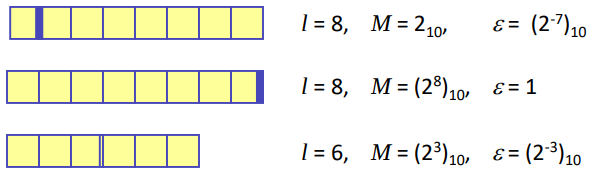 l = 8, M = 2₁₀, ε = (2⁻⁷)₁₀
l = 8, M = (2⁸)₁₀, ε = 1
l = 6, M = (2³)₁₀, ε = (2⁻³)₁₀